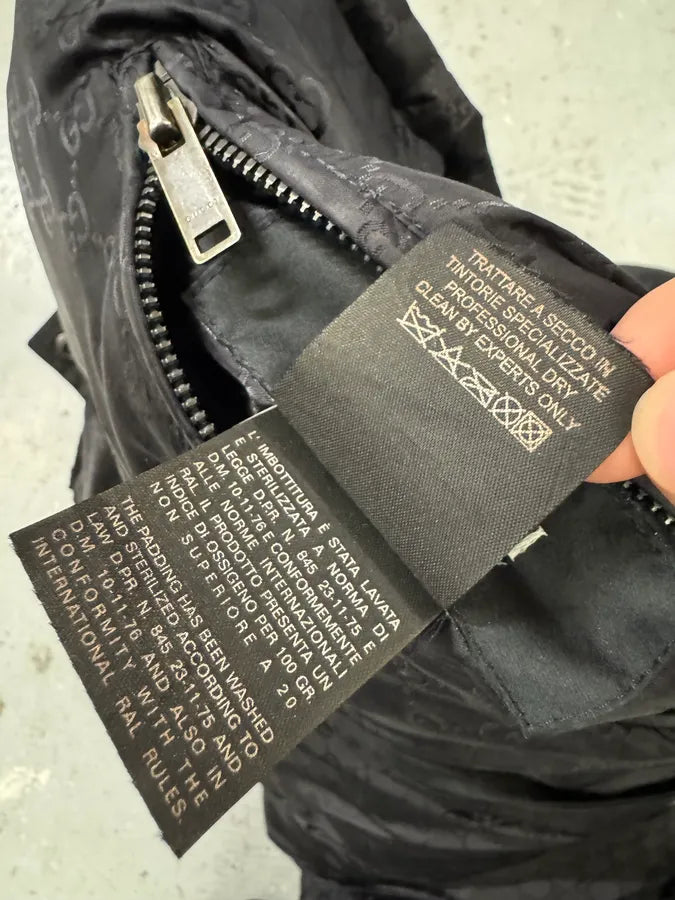 TRATTARE A SECCO IN
TINTORIE SPECIALIZZATE
PROFESSIONAL DRY
CLEAN BY EXPERTS ONLY
L' IMBOTTITURA È STATA LAVATA
E STERILIZZATA A NORMA DI
LEGGE D.P.R. N. 845 23-11-75 E
D.M. 10-11-76 E CONFORMEMENTE
ALLE NORME INTERNAZIONALI
RAL. IL PRODOTTO PRESENTA UN
INDICE DI OSSIGENO PER 100 GR
NON SUPERIORE A 20
THE PADDING HAS BEEN WASHED
AND STERILIZED ACCORDING TO
LAW D.P.R. N. 845 23-11-75 AND
D.M. 10-11-76 AND ALSO IN
CONFORMITY WITH THE
INTERNATIONAL RAL RULES.